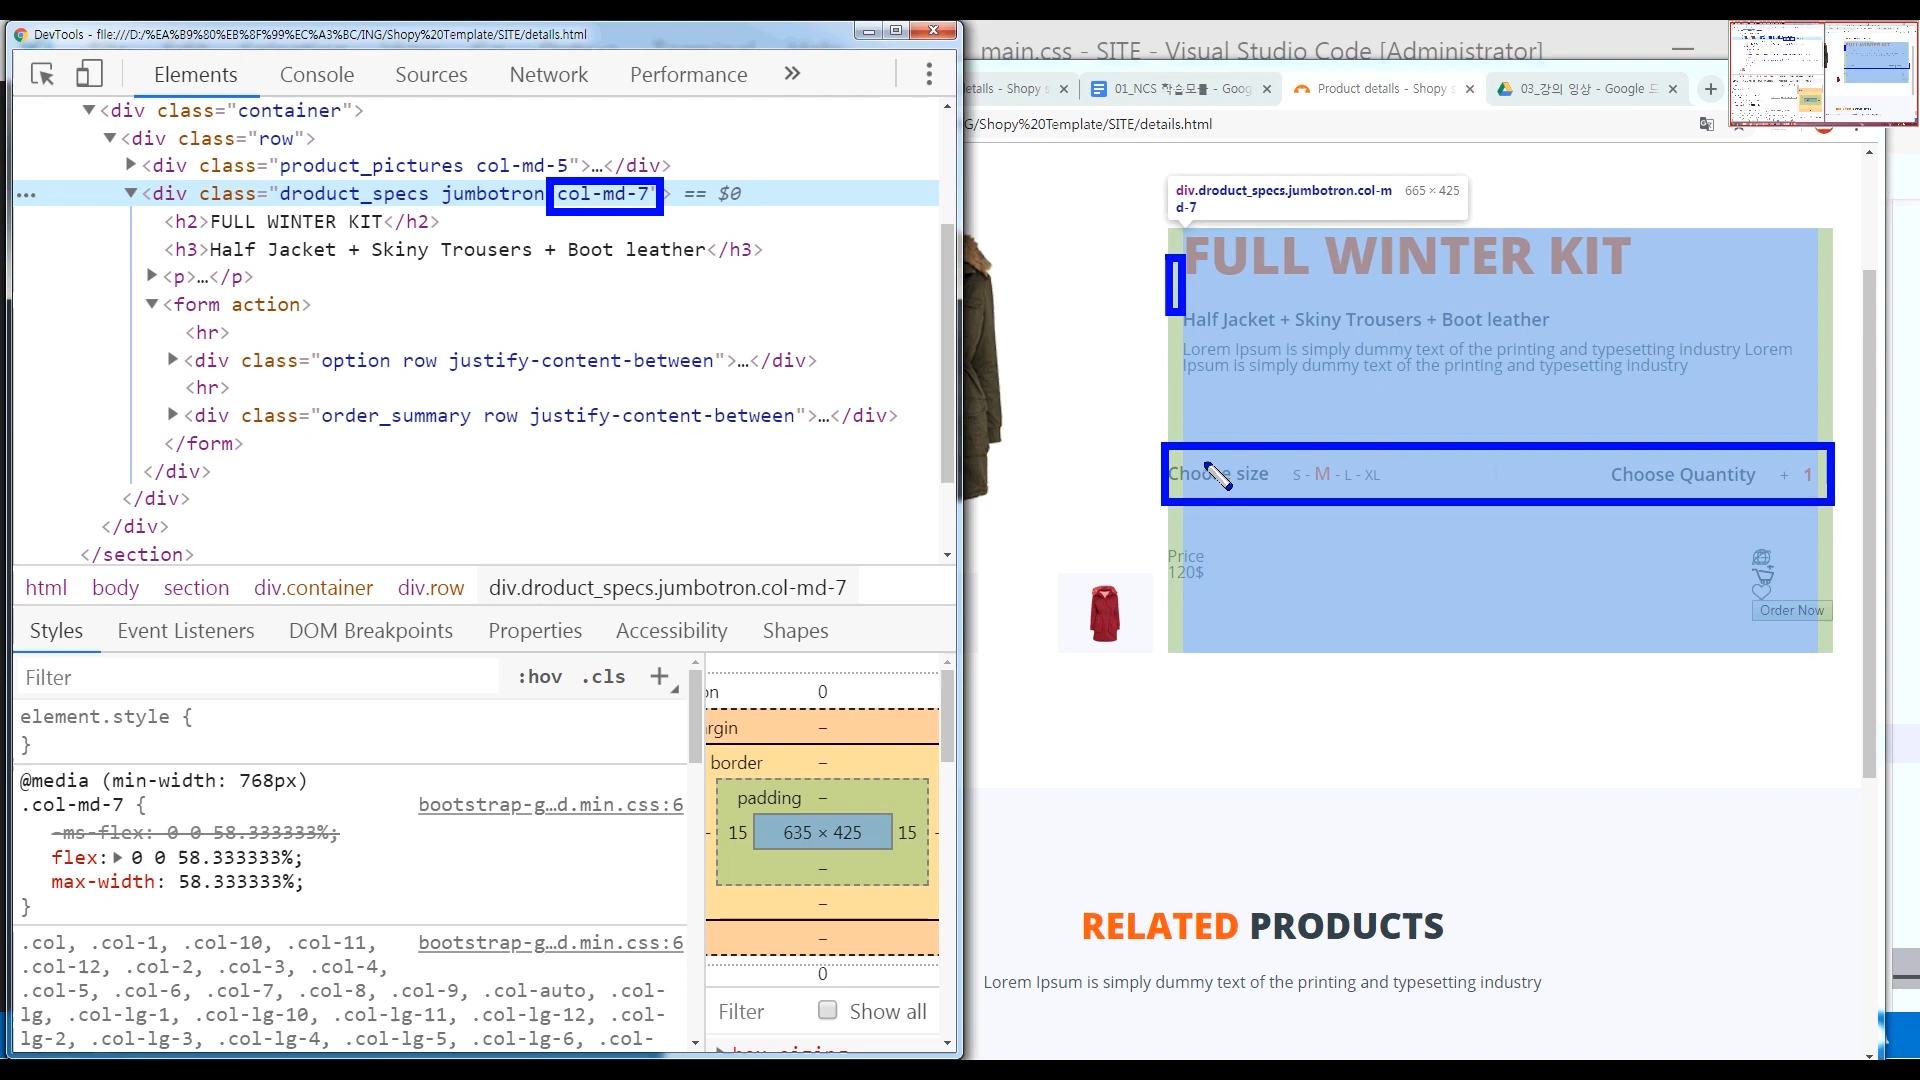 DevTools - file:///D:/%EA%B9%80%EB%8F%99%EC%A3%BC/ING/Shopy%20Template/SITE/details.html
Elements Console Sources Network Performance »
<div class="container">
<div class="row">
<div class="product_pictures col-md-5">…</div>
<div class="droduct_specs jumbotron col-md-7"> == $0
<h2>FULL WINTER KIT</h2>
<h3>Half Jacket + Skiny Trousers + Boot leather</h3>
<p>…</p>
<form action>
<hr>
<div class="option row justify-content-between">…</div>
<hr>
<div class="order_summary row justify-content-between">…</div>
</form>
</div>
</div>
</div>
</section>
html body section div.container div.row div.droduct_specs.jumbotron.col-md-7
Styles Event Listeners DOM Breakpoints Properties Accessibility Shapes
Filter :hov .cls +
element.style {
}
@media (min-width: 768px)
.col-md-7 { bootstrap-g…d.min.css:6
-ms-flex: 0 0 58.333333%;
flex: 0 0 58.333333%;
max-width: 58.333333%;
}
.col, .col-1, .col-10, .col-11, bootstrap-g…d.min.css:6
.col-12, .col-2, .col-3, .col-4,
.col-5, .col-6, .col-7, .col-8, .col-9, .col-auto, .col-
lg, .col-lg-1, .col-lg-10, .col-lg-11, .col-lg-12, .col-
lg-2, .col-lg-3, .col-lg-4, .col-lg-5, .col-lg-6, .col-
on 0
rgin –
border –
padding –
15 635 × 425 15
–
–
–
0
Filter Show all
main.css - SITE - Visual Studio Code [Administrator]
etails - Shopy s 01_NCS 학습모듈 - Goog Product details - Shopy s 03_강의 영상 - Google 드
G/Shopy%20Template/SITE/details.html
div.droduct_specs.jumbotron.col-m 665 × 425
d-7
FULL WINTER KIT
Half Jacket + Skiny Trousers + Boot leather
Lorem Ipsum is simply dummy text of the printing and typesetting industry Lorem
Ipsum is simply dummy text of the printing and typesetting industry
Choose size S - M - L - XL Choose Quantity + 1
Price
120$
Order Now
RELATED PRODUCTS
Lorem Ipsum is simply dummy text of the printing and typesetting industry